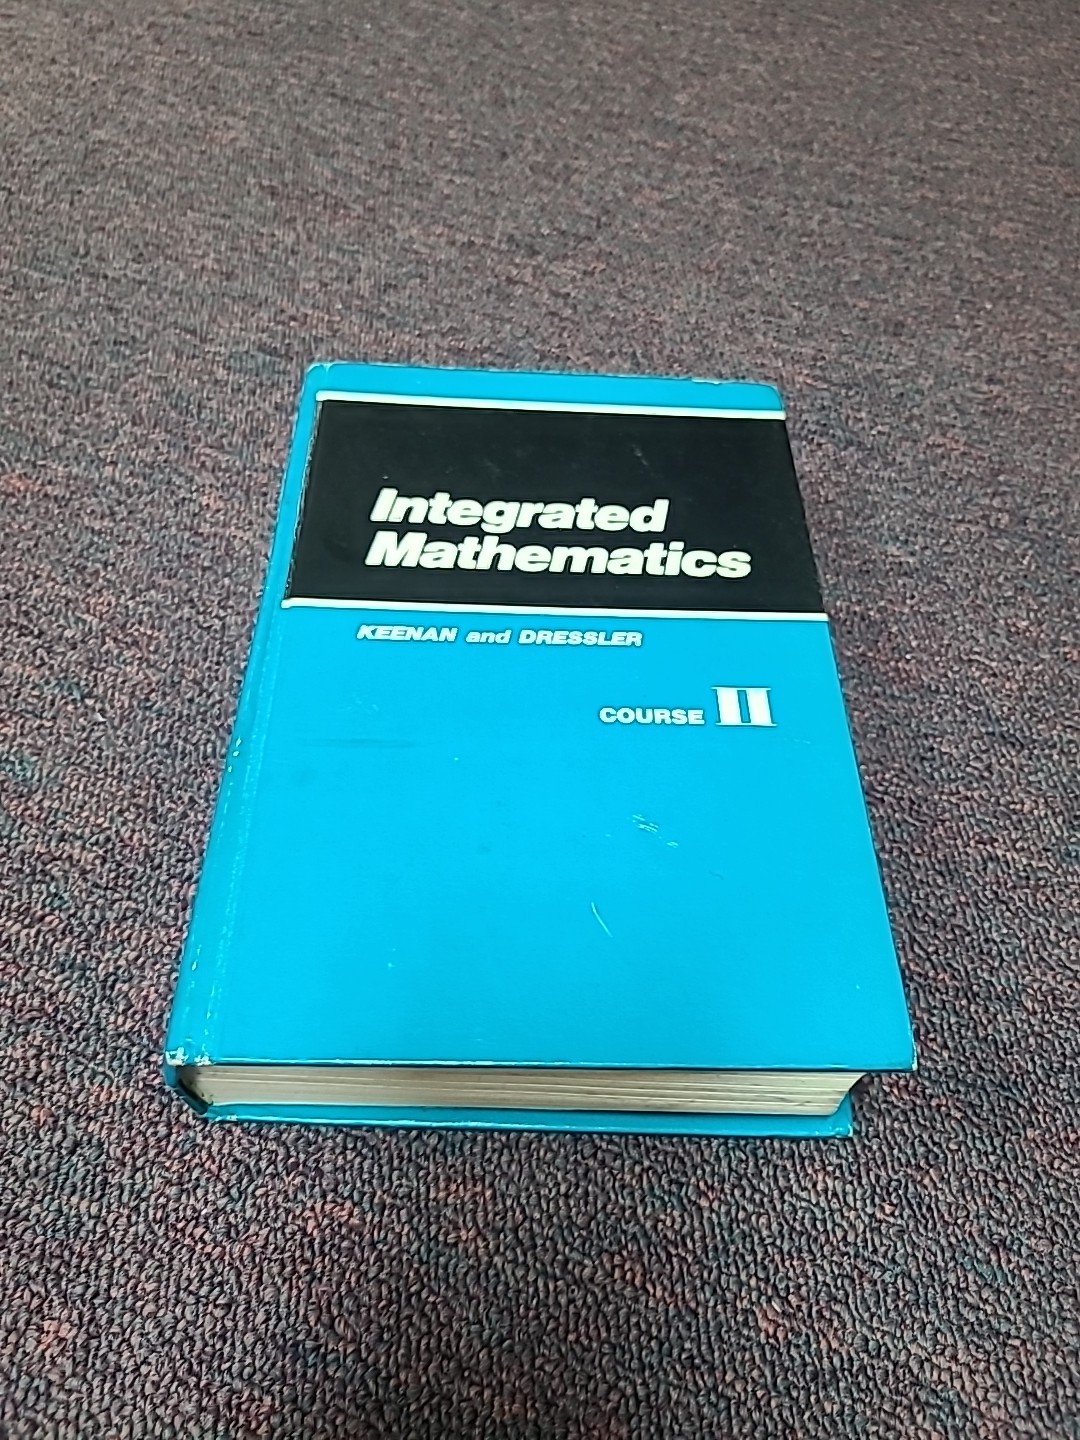 Integrated
Mathematics
KEENAN and DRESSLER
COURSE II